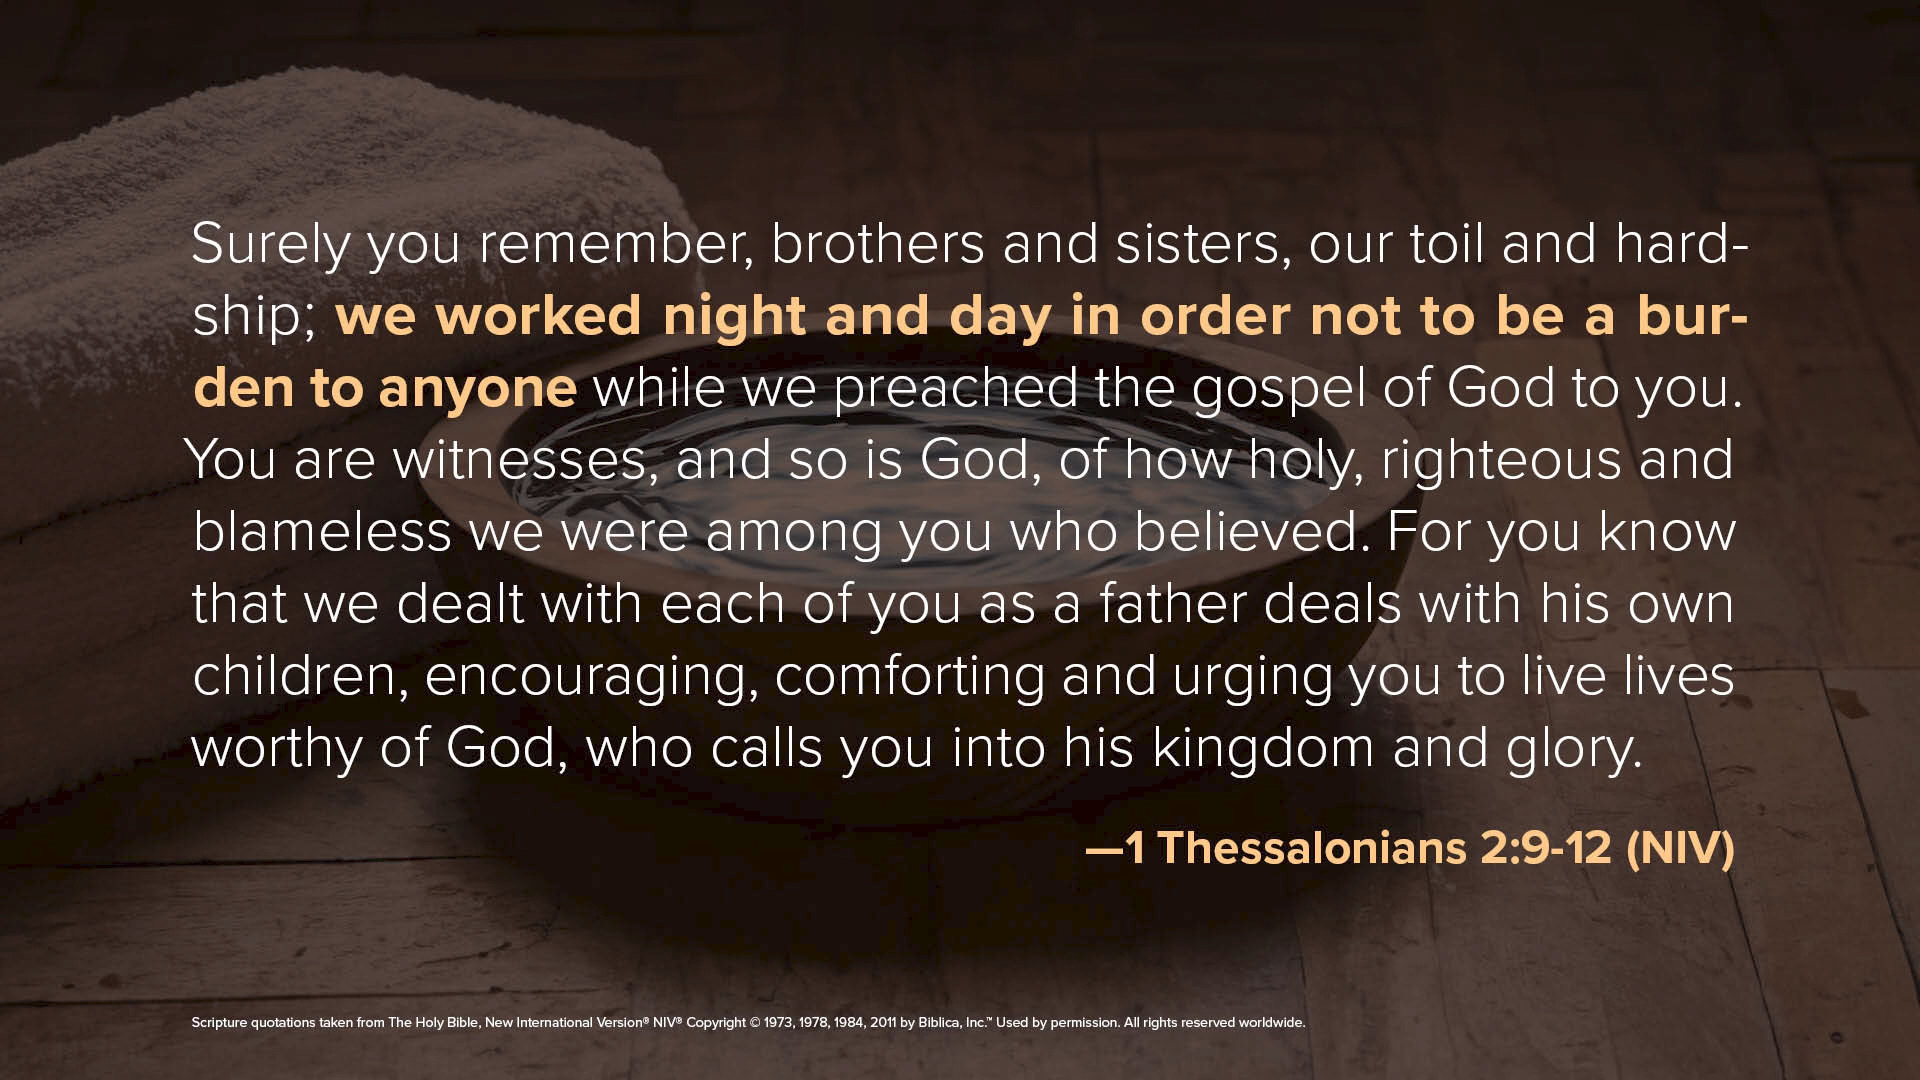 Surely you remember, brothers and sisters, our toil and hard-
ship; we worked night and day in order not to be a bur-
den to anyone while we preached the gospel of God to you.
You are witnesses, and so is God, of how holy, righteous and
blameless we were among you who believed. For you know
that we dealt with each of you as a father deals with his own
children, encouraging, comforting and urging you to live lives
worthy of God, who calls you into his kingdom and glory.
—1 Thessalonians 2:9-12 (NIV)
Scripture quotations taken from The Holy Bible, New International Version® NIV® Copyright © 1973, 1978, 1984, 2011 by Biblica, Inc.™ Used by permission. All rights reserved worldwide.